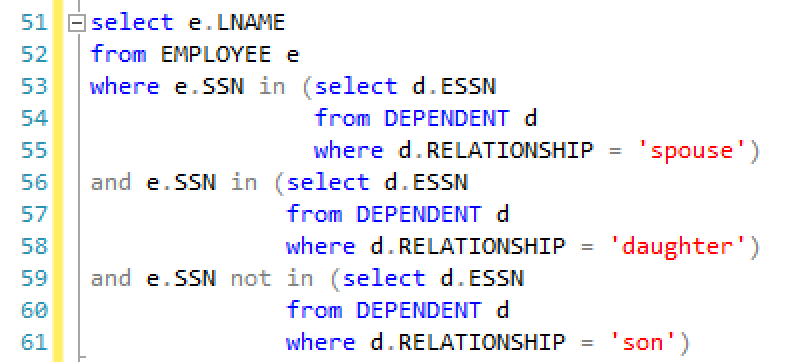 51 select e.LNAME
52 from EMPLOYEE e
53 where e.SSN in (select d.ESSN
54 from DEPENDENT d
55 where d.RELATIONSHIP = 'spouse')
56 and e.SSN in (select d.ESSN
57 from DEPENDENT d
58 where d.RELATIONSHIP = 'daughter')
59 and e.SSN not in (select d.ESSN
60 from DEPENDENT d
61 where d.RELATIONSHIP = 'son')